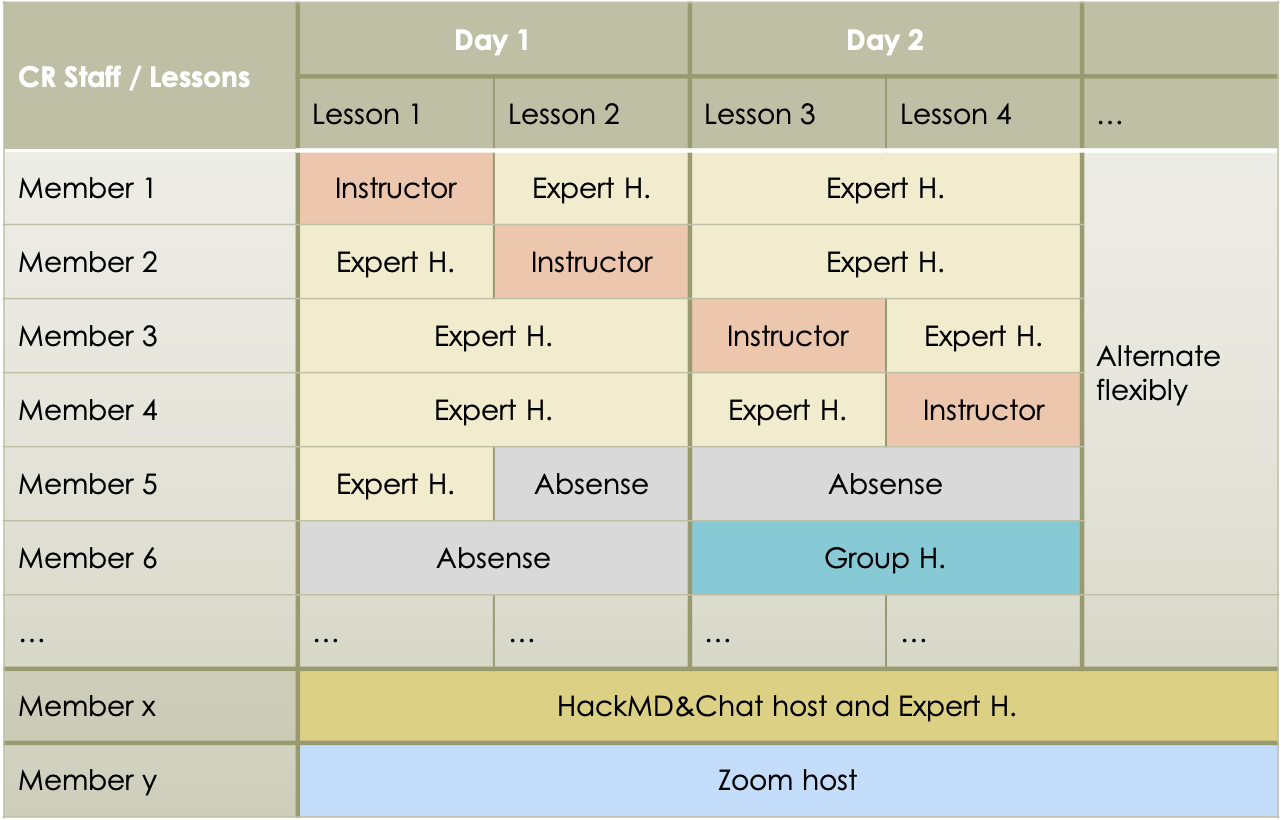 CR Staff / Lessons
Day 1
Day 2
Lesson 1
Lesson 2
Lesson 3
Lesson 4
…
Member 1
Instructor
Expert H.
Expert H.
Member 2
Expert H.
Instructor
Expert H.
Member 3
Expert H.
Instructor
Expert H.
Alternate
flexibly
Member 4
Expert H.
Expert H.
Instructor
Member 5
Expert H.
Absense
Absense
Member 6
Absense
Group H.
…
…
…
…
…
Member x
HackMD&Chat host and Expert H.
Member y
Zoom host